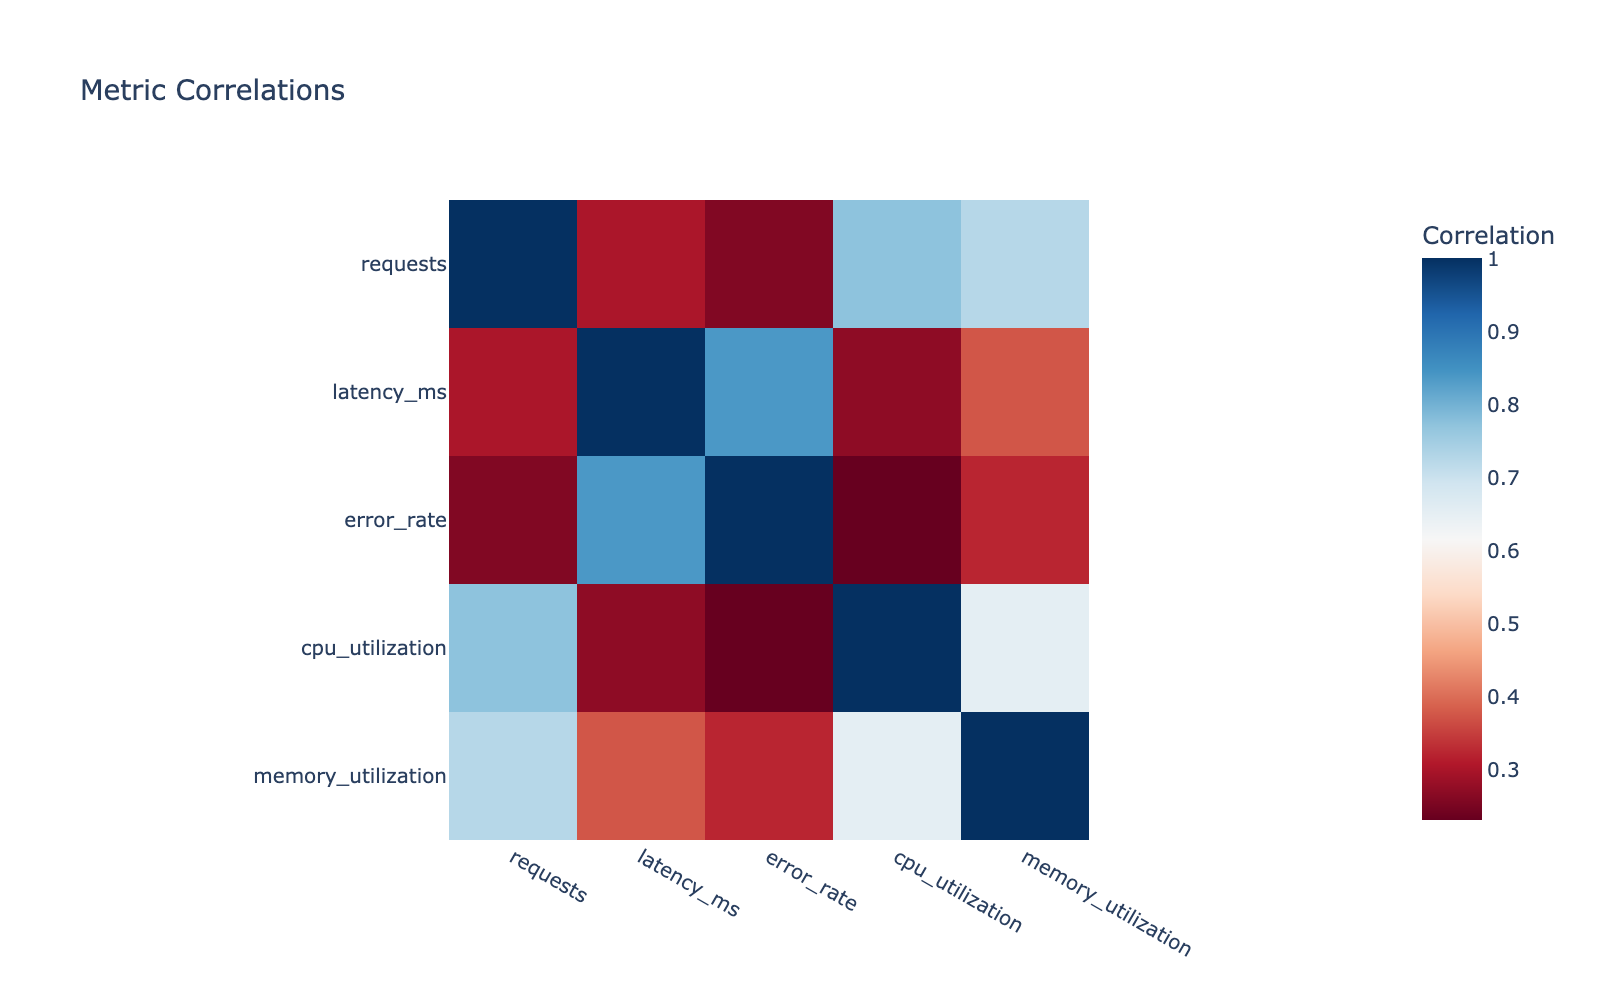 Metric Correlations
Correlation
requests
latency_ms
error_rate
cpu_utilization
memory_utilization
requests
latency_ms
error_rate
cpu_utilization
memory_utilization
1
0.9
0.8
0.7
0.6
0.5
0.4
0.3